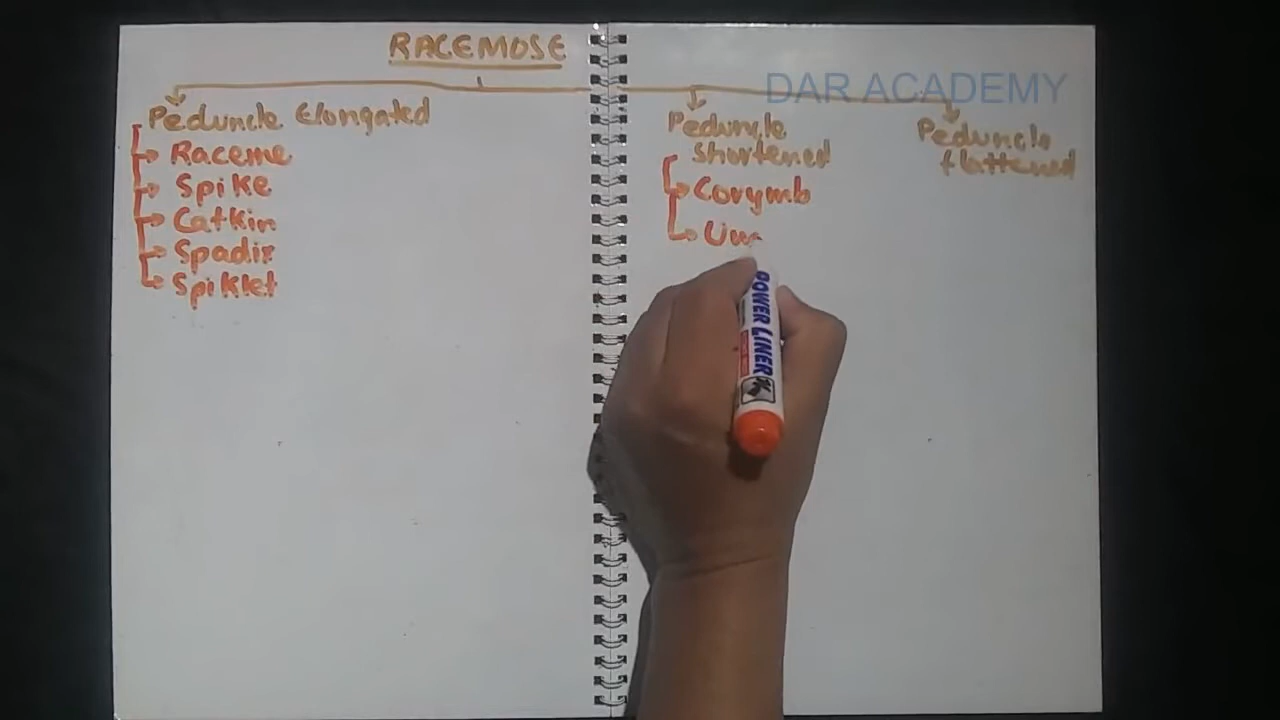 RACEMOSE
DAR ACADEMY
Peduncle Elongated
Raceme
Spike
Catkin
Spadix
Spiklet
Peduncle
shortened
Corymb
Peduncle
flattened
POWER LINER